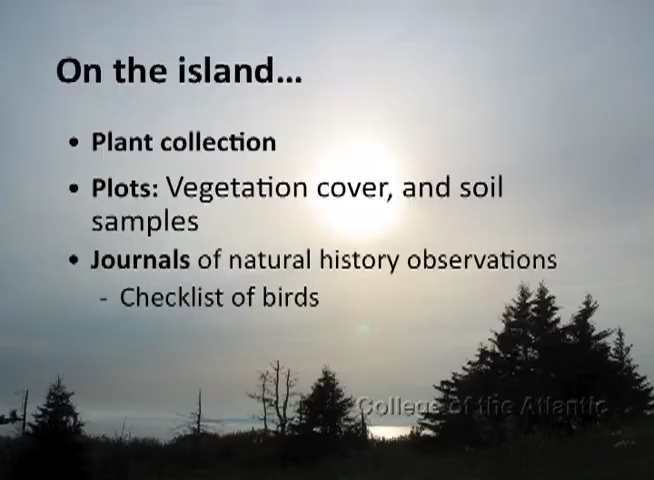 On the island...
• Plant collection
• Plots: Vegetation cover, and soil
samples
• Journals of natural history observations
- Checklist of birds
College of the Atlantic